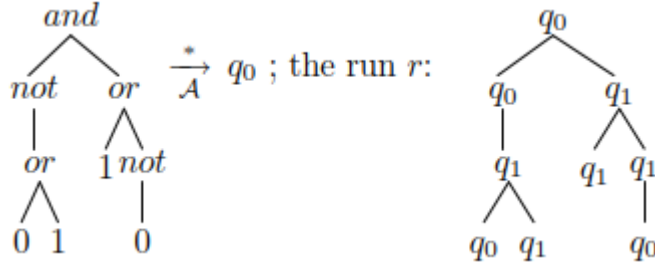 and q₀
not or →*𝒜 q₀ ; the run r: q₀ q₁
or 1 not q₁ q₁ q₁
0 1 0 q₀ q₁ q₀